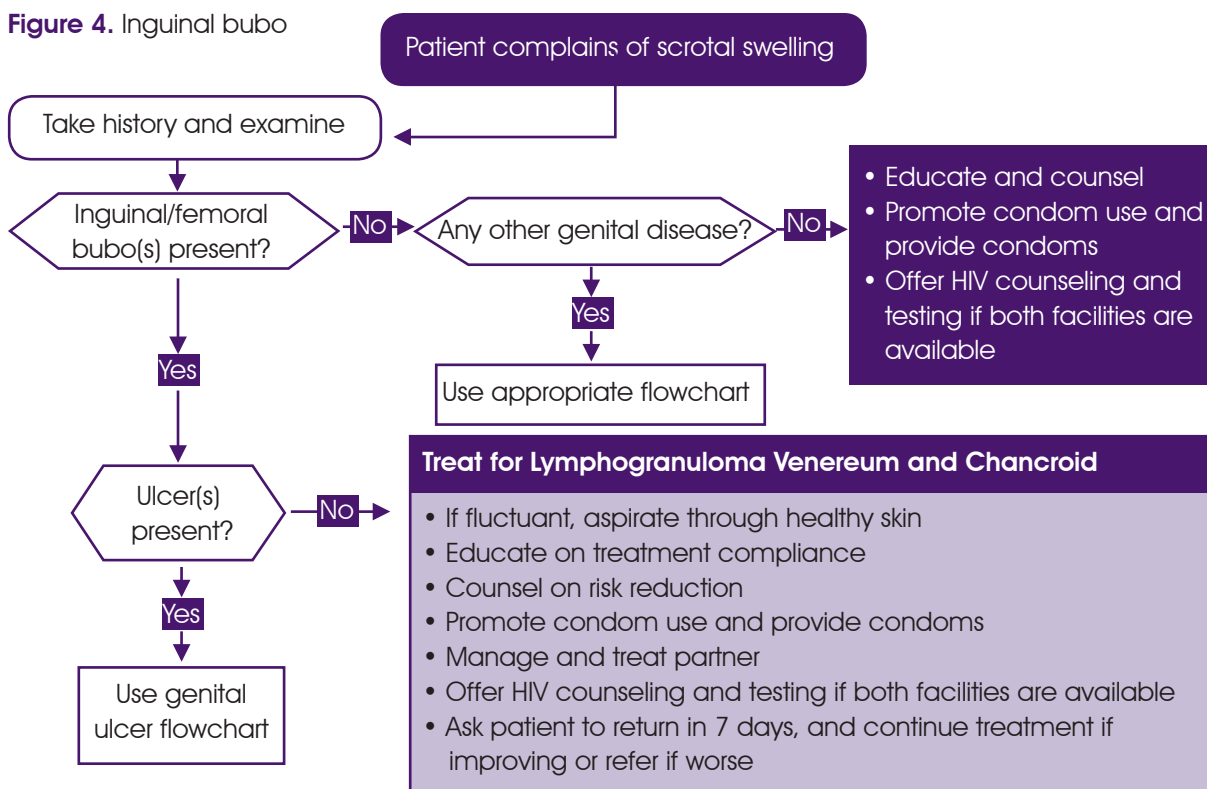 Figure 4. Inguinal bubo
Patient complains of scrotal swelling
Take history and examine
Inguinal/femoral
bubo(s) present?
No
Any other genital disease?
No
• Educate and counsel
• Promote condom use and
provide condoms
• Offer HIV counseling and
testing if both facilities are
available
Yes
Use appropriate flowchart
Yes
Ulcer(s)
present?
No
Treat for Lymphogranuloma Venereum and Chancroid
• If fluctuant, aspirate through healthy skin
• Educate on treatment compliance
• Counsel on risk reduction
• Promote condom use and provide condoms
• Manage and treat partner
• Offer HIV counseling and testing if both facilities are available
• Ask patient to return in 7 days, and continue treatment if
improving or refer if worse
Yes
Use genital
ulcer flowchart